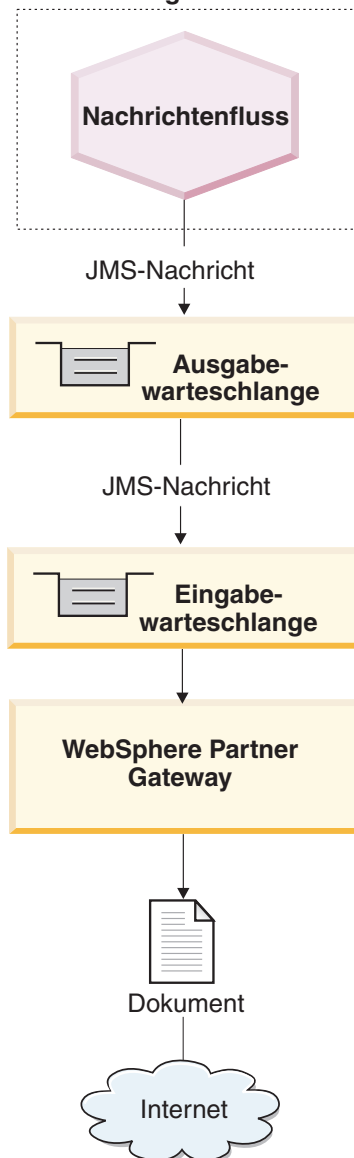 Nachrichtenfluss
JMS-Nachricht
Ausgabe-
warteschlange
JMS-Nachricht
Eingabe-
warteschlange
WebSphere Partner
Gateway
Dokument
Internet